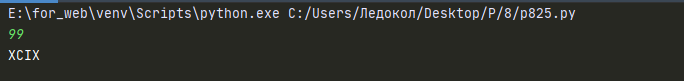 E:\for_web\venv\Scripts\python.exe C:/Users/Ледокол/Desktop/P/8/p825.py
99
XCIX